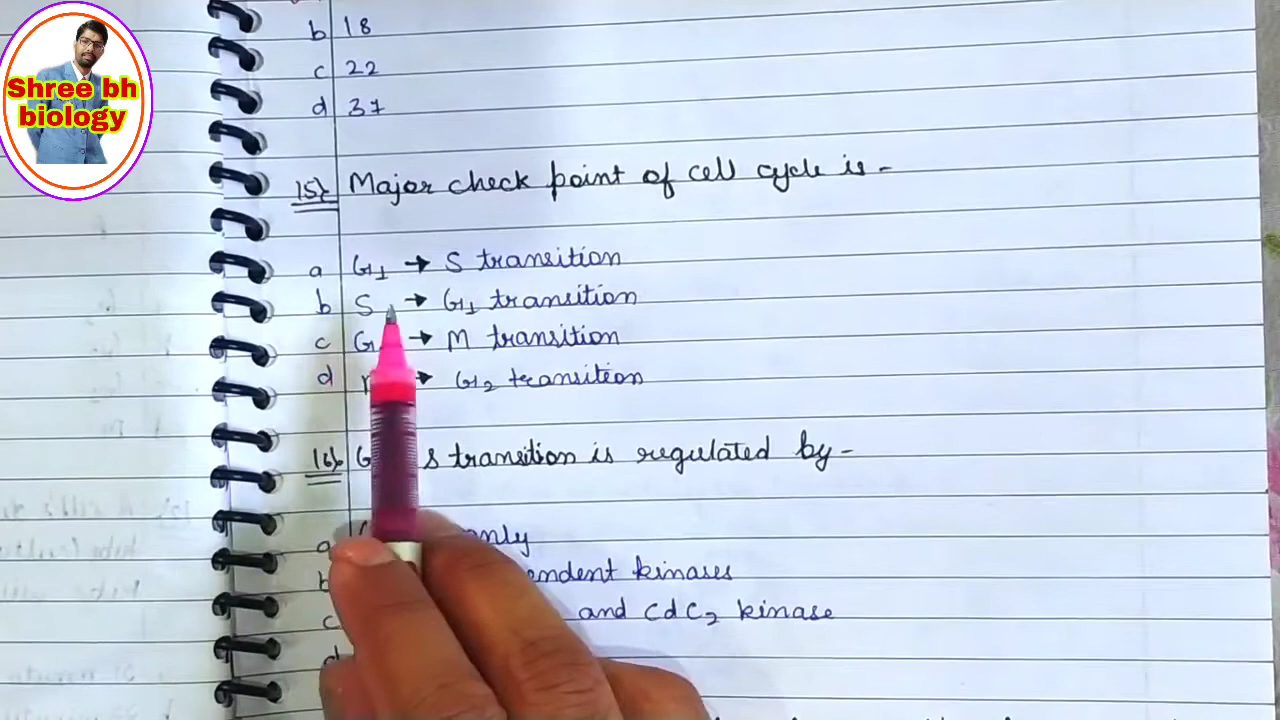 Shree bh
biology
b 18
c 22
d 37
15) Major check point of cell cycle is -
a G1 → S transition
b S → G1 transition
c G → M transition
d → G2 transition
16) G S transition is regulated by -
a only
b kinases
c and CdC2 kinase
d